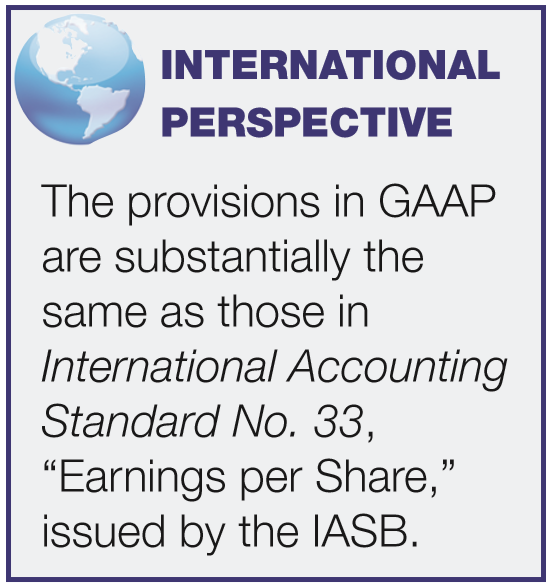 INTERNATIONAL
PERSPECTIVE
The provisions in GAAP
are substantially the
same as those in
International Accounting
Standard No. 33,
“Earnings per Share,”
issued by the IASB.